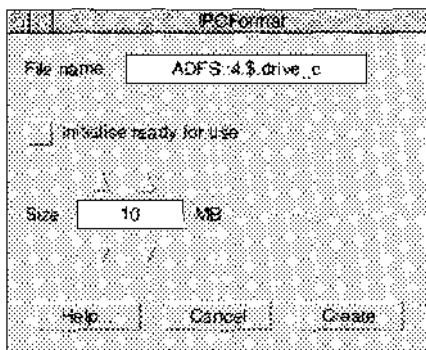 !PCFormat
File name ADFS::4.$.drive_c
Initialise ready for use
Size 10 MB
Help... Cancel Create